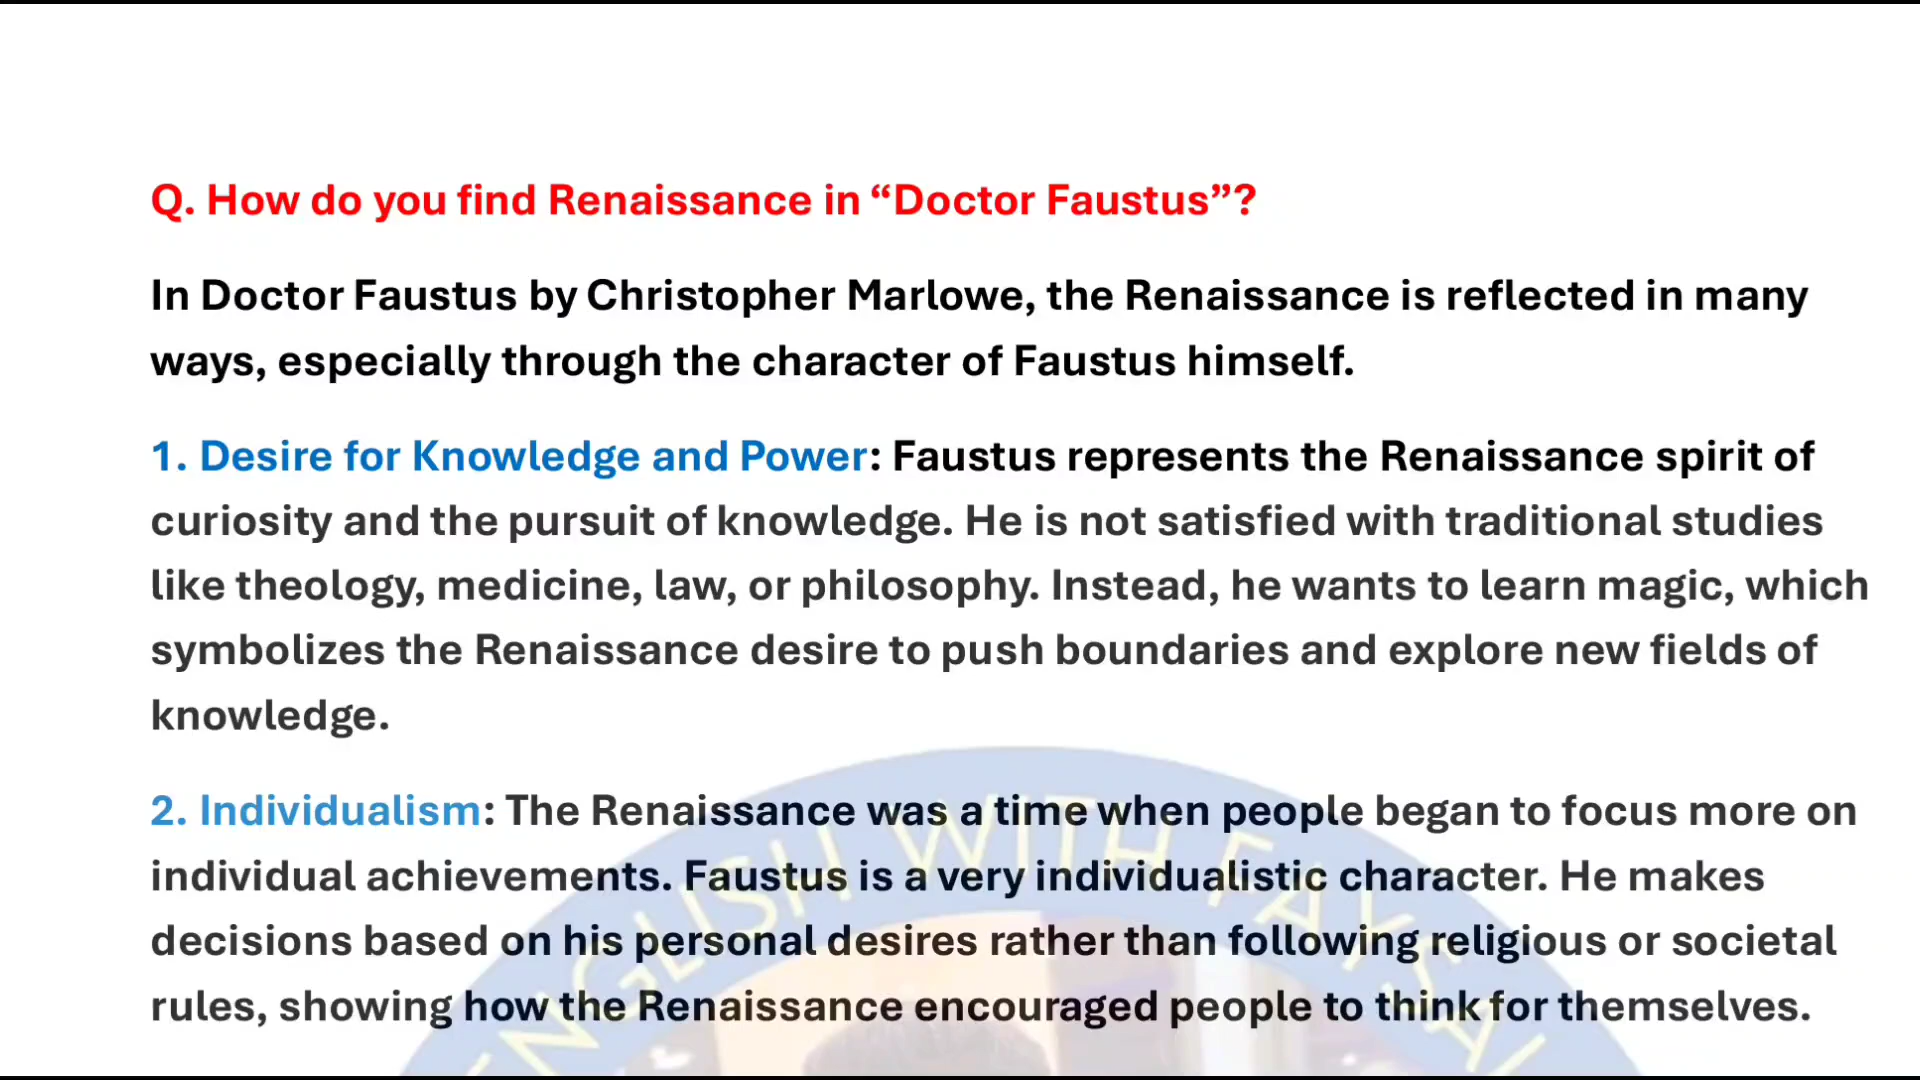 Q. How do you find Renaissance in “Doctor Faustus”?
In Doctor Faustus by Christopher Marlowe, the Renaissance is reflected in many
ways, especially through the character of Faustus himself.
1. Desire for Knowledge and Power: Faustus represents the Renaissance spirit of
curiosity and the pursuit of knowledge. He is not satisfied with traditional studies
like theology, medicine, law, or philosophy. Instead, he wants to learn magic, which
symbolizes the Renaissance desire to push boundaries and explore new fields of
knowledge.
2. Individualism: The Renaissance was a time when people began to focus more on
individual achievements. Faustus is a very individualistic character. He makes
decisions based on his personal desires rather than following religious or societal
rules, showing how the Renaissance encouraged people to think for themselves.
ENGLISH WITH FAYSAL